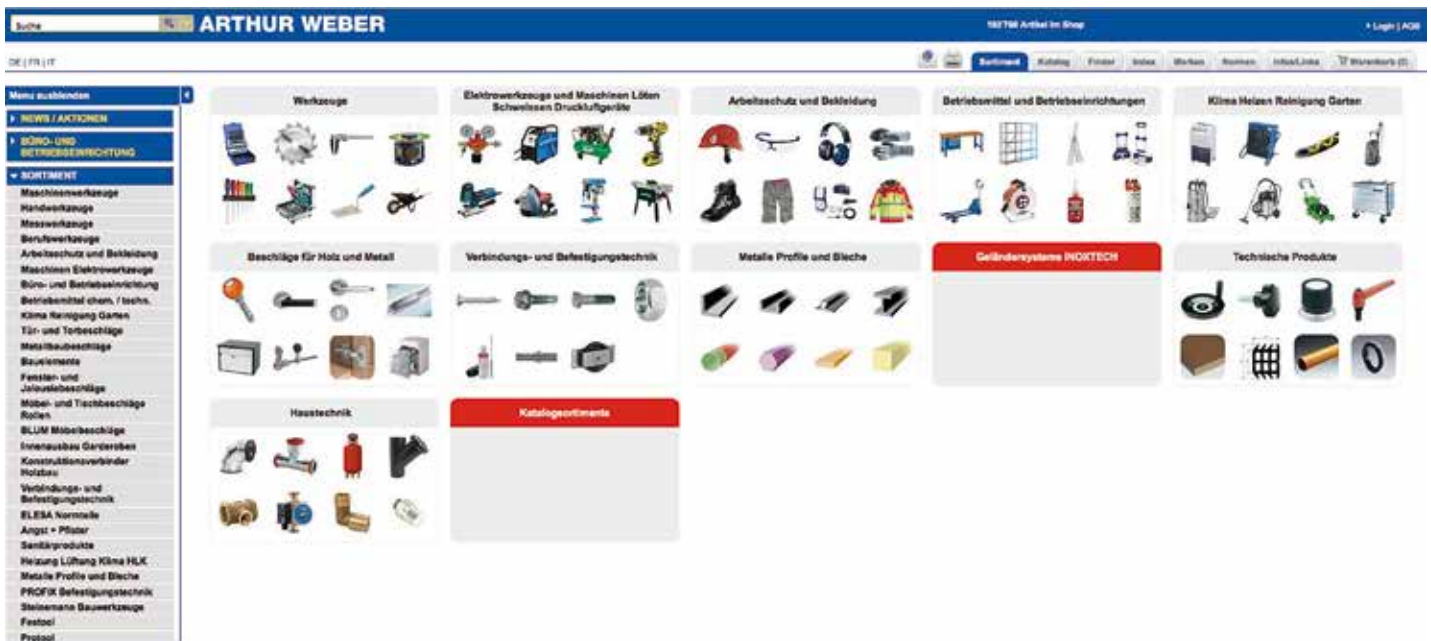 Suche
ARTHUR WEBER
192'798 Artikel im Shop
Login | AGB
DE | FR | IT
Sortiment
Katalog
Finder
Index
Marken
Normen
Infos/Links
Warenkorb (0)
Menu ausblenden
NEWS / AKTIONEN
BÜRO- UND
BETRIEBSEINRICHTUNG
SORTIMENT
Maschinenwerkzeuge
Handwerkzeuge
Messwerkzeuge
Berufswerkzeuge
Arbeitsschutz und Bekleidung
Maschinen Elektrowerkzeuge
Büro- und Betriebseinrichtung
Betriebsmittel chem. / techn.
Klima Reinigung Garten
Tür- und Torbeschläge
Metallbaubeschläge
Bauelemente
Fenster- und
Jalousiebeschläge
Möbel- und Tischbeschläge
Rollen
BLUM Möbelbeschläge
Innenausbau Garderoben
Konstruktionsverbinder
Holzbau
Verbindungs- und
Befestigungstechnik
ELESA Normteile
Angst + Pfister
Sanitärprodukte
Heizung Lüftung Klima HLK
Metalle Profile und Bleche
PROFIX Befestigungstechnik
Steinemann Bauwerkzeuge
Festool
Protool
Werkzeuge
Elektrowerkzeuge und Maschinen Löten
Schweissen Druckluftgeräte
Arbeitsschutz und Bekleidung
Betriebsmittel und Betriebseinrichtungen
Klima Heizen Reinigung Garten
Beschläge für Holz und Metall
Verbindungs- und Befestigungstechnik
Metalle Profile und Bleche
Geländersysteme INOXTECH
Technische Produkte
Haustechnik
Katalogsortimente